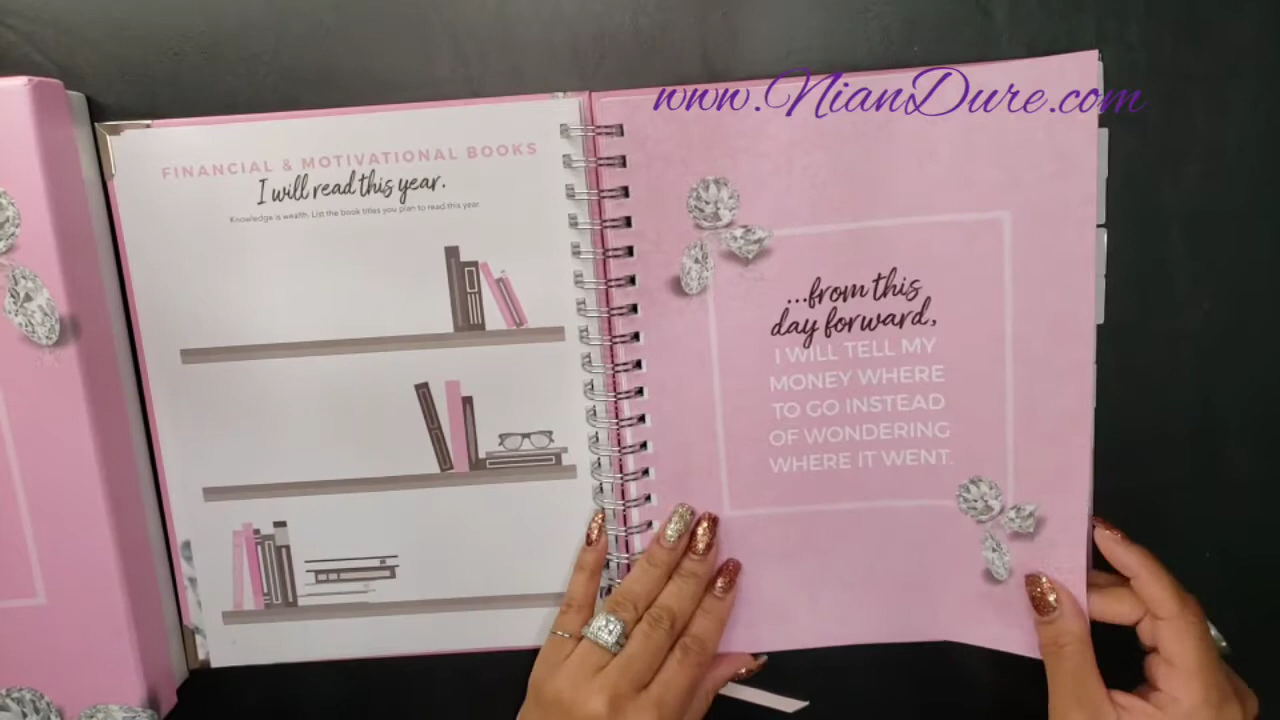 www.NianDure.com
FINANCIAL & MOTIVATIONAL BOOKS
I will read this year.
Knowledge is wealth. List the book titles you plan to read this year.
...from this
day forward,
I WILL TELL MY
MONEY WHERE
TO GO INSTEAD
OF WONDERING
WHERE IT WENT.